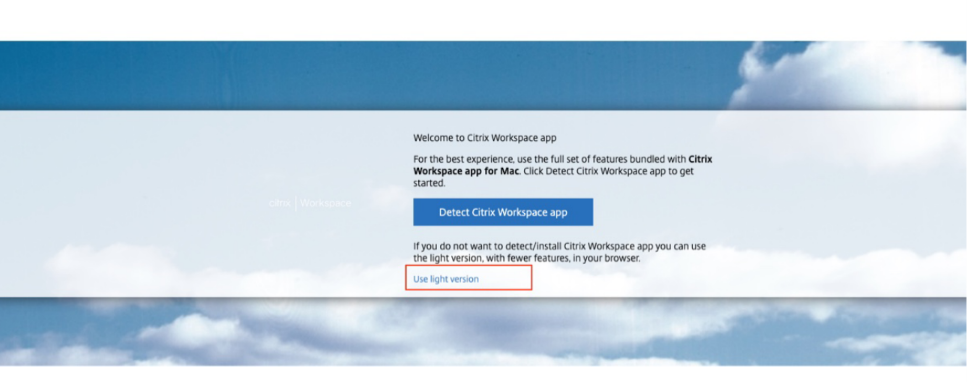 Welcome to Citrix Workspace app
For the best experience, use the full set of features bundled with Citrix
Workspace app for Mac. Click Detect Citrix Workspace app to get
started.
citrix | Workspace
Detect Citrix Workspace app
If you do not want to detect/install Citrix Workspace app you can use
the light version, with fewer features, in your browser.
Use light version